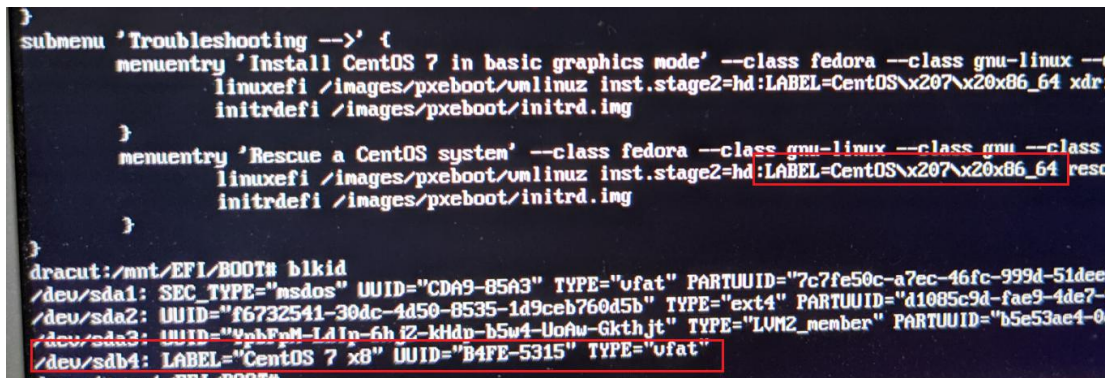 }
submenu 'Troubleshooting -->' {
menuentry 'Install CentOS 7 in basic graphics mode' --class fedora --class gnu-linux
linuxefi /images/pxeboot/vmlinuz inst.stage2=hd:LABEL=CentOS\x207\x20x86_64 xdr
initrdefi /images/pxeboot/initrd.img
}
menuentry 'Rescue a CentOS system' --class fedora --class gnu-linux --class gnu --class
linuxefi /images/pxeboot/vmlinuz inst.stage2=hd:LABEL=CentOS\x207\x20x86_64 resc
initrdefi /images/pxeboot/initrd.img
}
}
dracut:/mnt/EFI/BOOT# blkid
/dev/sda1: SEC_TYPE="msdos" UUID="CDA9-85A3" TYPE="vfat" PARTUUID="7c7fe50c-a7ec-46fc-999d-51dee
/dev/sda2: UUID="f6732541-30dc-4d50-8535-1d9ceb760d5b" TYPE="ext4" PARTUUID="d1085c9d-fae9-4de7-
/dev/sda3: TYPE="LVM2_member" PARTUUID="b5e53ae4-0
/dev/sdb4: LABEL="CentOS 7 x8" UUID="B4FE-5315" TYPE="vfat"